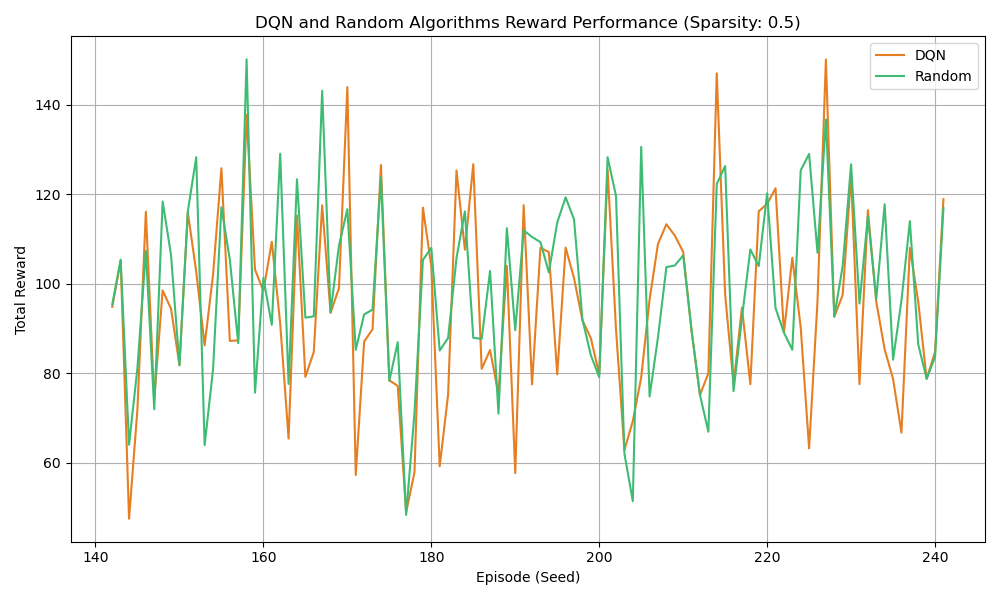 DQN and Random Algorithms Reward Performance (Sparsity: 0.5)
DQN
Random
Total Reward
140
120
100
80
60
140 160 180 200 220 240
Episode (Seed)